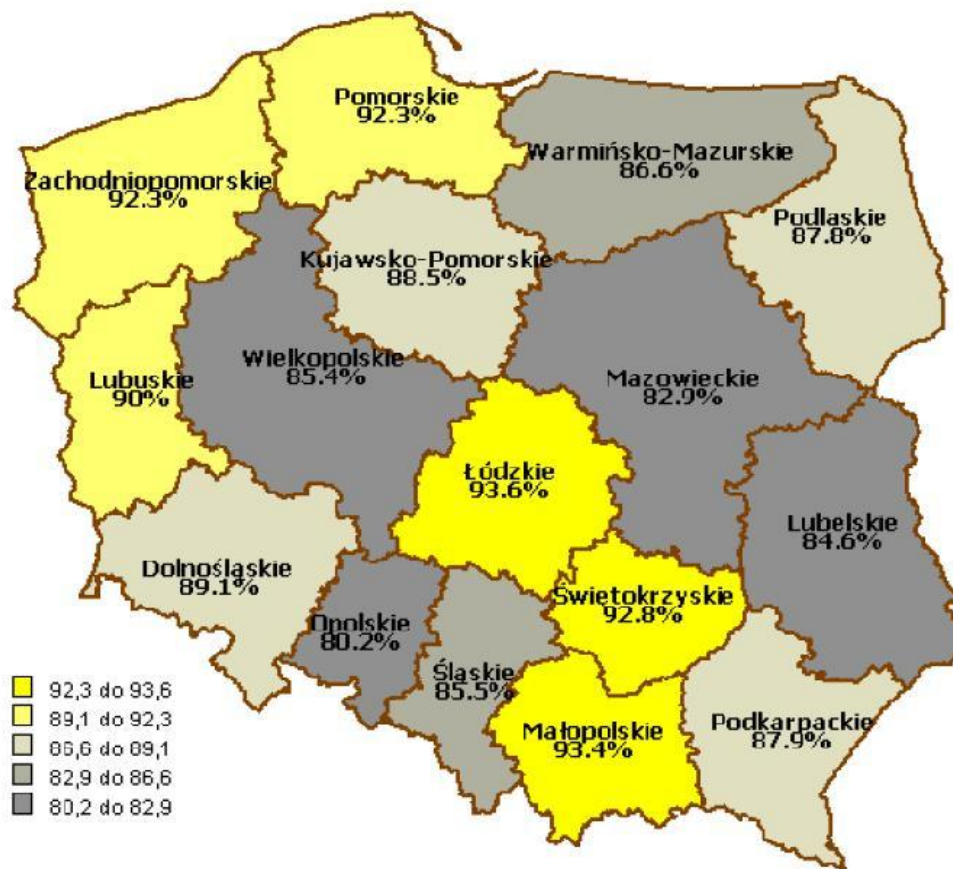 Pomorskie
92.3%
Warmińsko-Mazurskie
86.6%
Zachodniopomorskie
92.3%
Podlaskie
87.8%
Kujawsko-Pomorskie
88.5%
Wielkopolskie
85.4%
Mazowieckie
82.9%
Lubuskie
90%
Łódzkie
93.6%
Lubelskie
84.6%
Dolnośląskie
89.1%
Świętokrzyskie
92.8%
Opolskie
80.2%
Śląskie
85.5%
Małopolskie
93.4%
Podkarpackie
87.9%
92,3 do 93,6
89,1 do 92,3
86,6 do 89,1
82,9 do 86,6
80,2 do 82,9